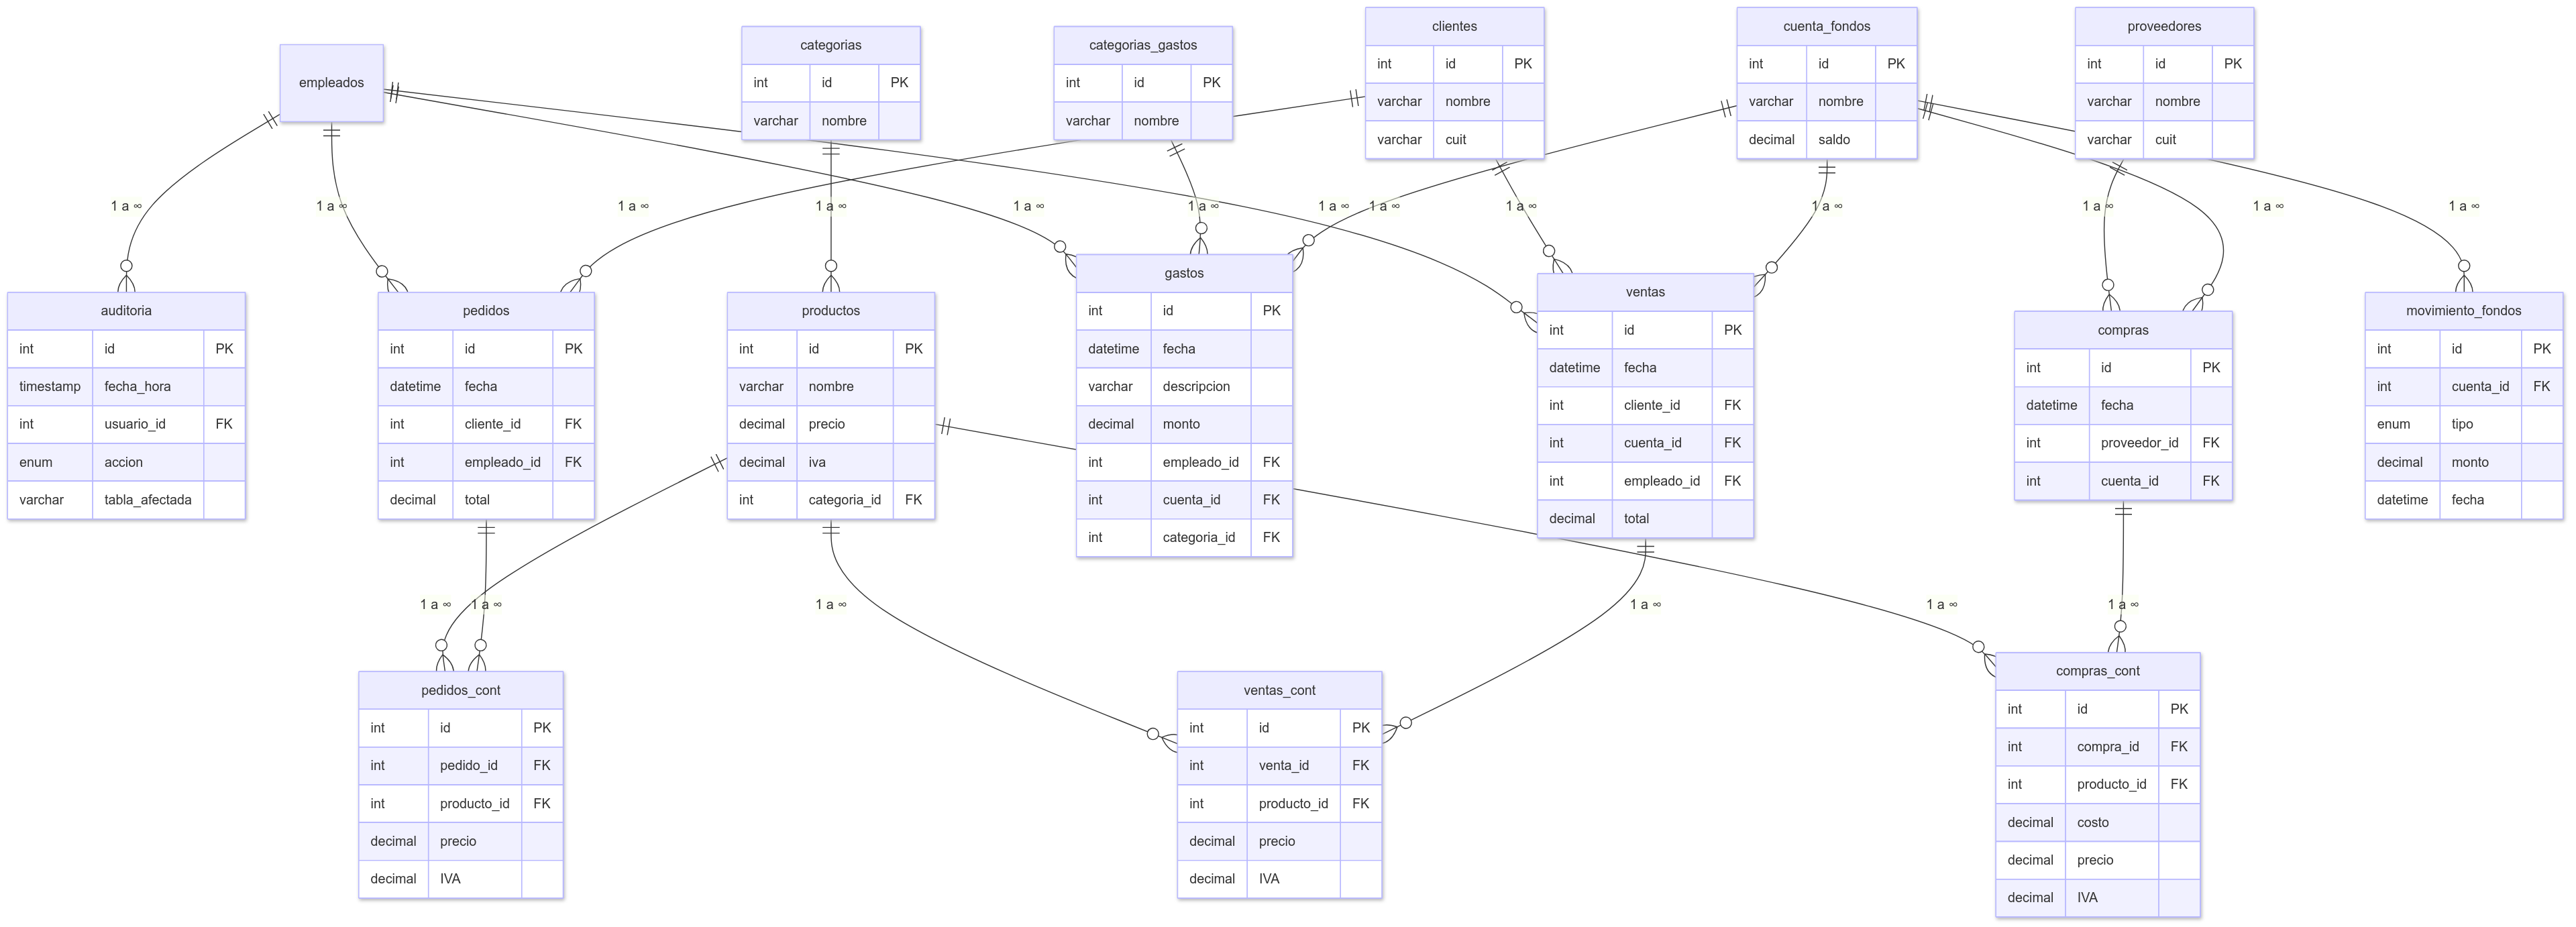 empleados
categorias
int id PK
varchar nombre
categorias_gastos
int id PK
varchar nombre
clientes
int id PK
varchar nombre
varchar cuit
cuenta_fondos
int id PK
varchar nombre
decimal saldo
proveedores
int id PK
varchar nombre
varchar cuit
1 a ∞
1 a ∞
1 a ∞
1 a ∞
1 a ∞
1 a ∞
1 a ∞
1 a ∞
1 a ∞
1 a ∞
1 a ∞
1 a ∞
1 a ∞
auditoria
int id PK
timestamp fecha_hora
int usuario_id FK
enum accion
varchar tabla_afectada
pedidos
int id PK
datetime fecha
int cliente_id FK
int empleado_id FK
decimal total
productos
int id PK
varchar nombre
decimal precio
decimal iva
int categoria_id FK
gastos
int id PK
datetime fecha
varchar descripcion
decimal monto
int empleado_id FK
int cuenta_id FK
int categoria_id FK
ventas
int id PK
datetime fecha
int cliente_id FK
int cuenta_id FK
int empleado_id FK
decimal total
compras
int id PK
datetime fecha
int proveedor_id FK
int cuenta_id FK
movimiento_fondos
int id PK
int cuenta_id FK
enum tipo
decimal monto
datetime fecha
1 a ∞
1 a ∞
1 a ∞
1 a ∞
1 a ∞
1 a ∞
pedidos_cont
int id PK
int pedido_id FK
int producto_id FK
decimal precio
decimal IVA
ventas_cont
int id PK
int venta_id FK
int producto_id FK
decimal precio
decimal IVA
compras_cont
int id PK
int compra_id FK
int producto_id FK
decimal costo
decimal precio
decimal IVA